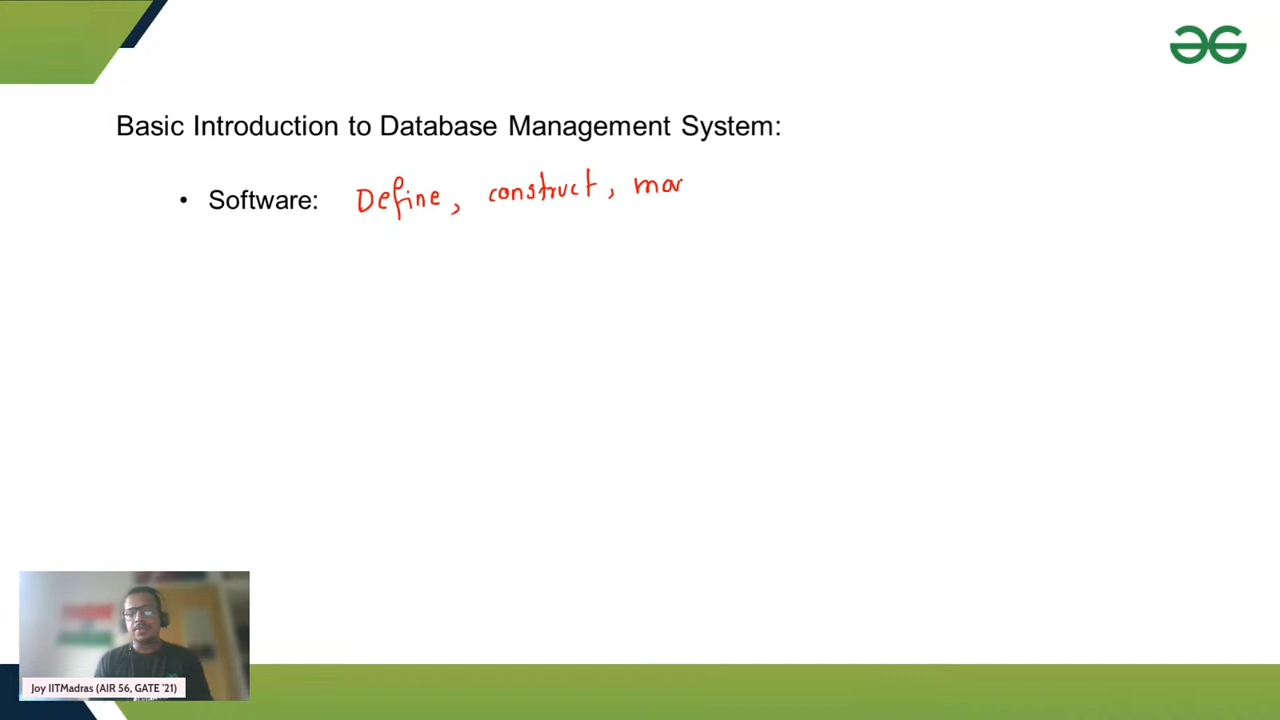 Basic Introduction to Database Management System:
• Software: Define, construct, mar
Joy IITMadras (AIR 56, GATE '21)